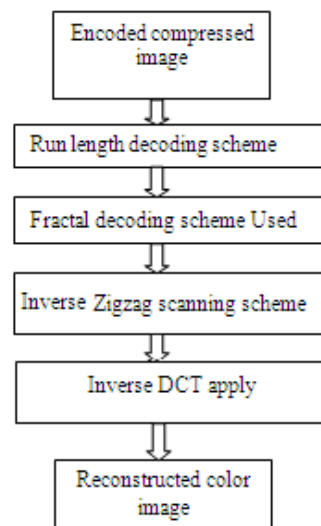 Encoded compressed
image
Run length decoding scheme
Fractal decoding scheme Used
Inverse Zigzag scanning scheme
Inverse DCT apply
Reconstructed color
image